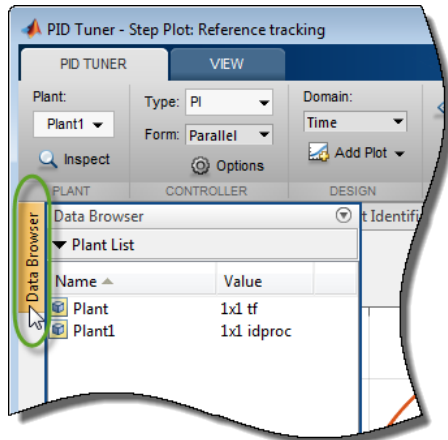 PID Tuner - Step Plot: Reference tracking
PID TUNER
VIEW
Plant:
Plant1
Inspect
PLANT
Type: PI
Form: Parallel
Options
CONTROLLER
Domain:
Time
Add Plot
DESIGN
Data Browser
Data Browser
t Identifi
Plant List
Name
Value
Plant
1x1 tf
Plant1
1x1 idproc